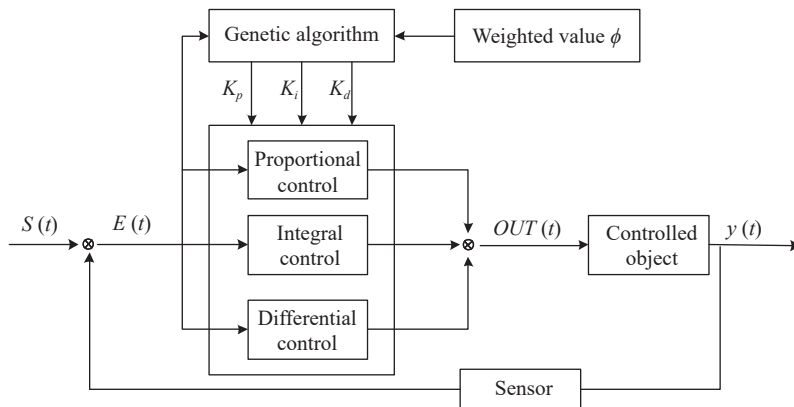 Genetic algorithm
Weighted value ϕ
K_p
K_i
K_d
Proportional
control
S (t)
E (t)
Integral
control
OUT (t)
Controlled
object
y (t)
Differential
control
Sensor